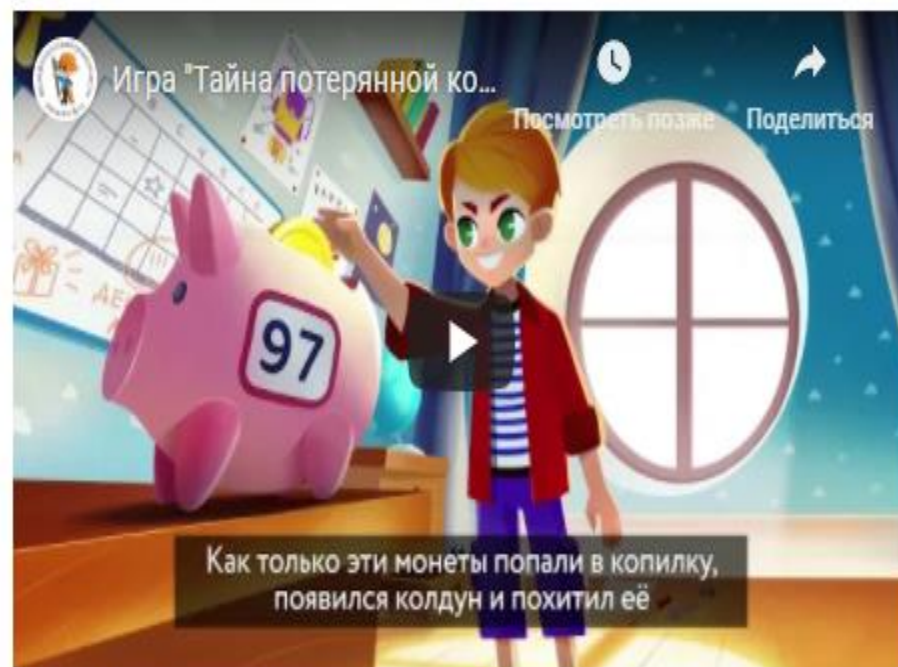 Игра "Тайна потерянной ко...
Посмотреть позже
Поделиться
97
Как только эти монеты попали в копилку,
появился колдун и похитил её